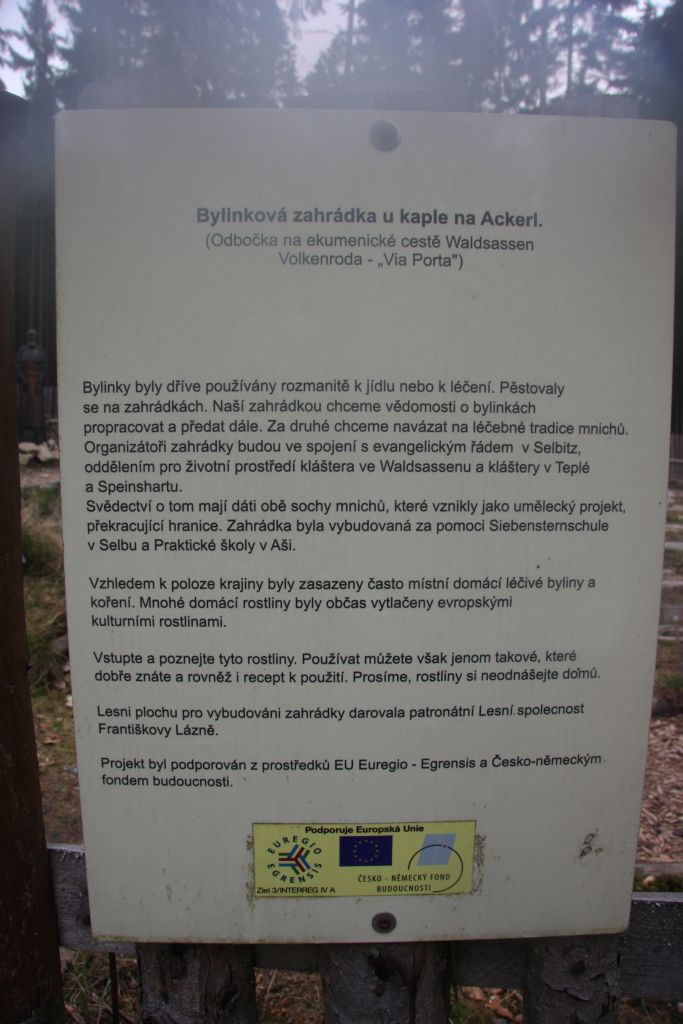 Bylinková zahrádka u kaple na Ackerl.
(Odbočka na ekumenické cestě Waldsassen
Volkenroda - „Via Porta")
Bylinky byly dříve používány rozmanitě k jídlu nebo k léčení. Pěstovaly
se na zahrádkách. Naší zahrádkou chceme vědomosti o bylinkách
propracovat a předat dále. Za druhé chceme navázat na léčebné tradice mnichů.
Organizátoři zahrádky budou ve spojení s evangelickým řádem v Selbitz,
oddělením pro životní prostředí kláštera ve Waldsassenu a kláštery v Teplé
a Speinshartu.
Svědectví o tom mají dáti obě sochy mnichů, které vznikly jako umělecký projekt,
překracující hranice. Zahrádka byla vybudovaná za pomoci Siebensternschule
v Selbu a Praktické školy v Aši.
Vzhledem k poloze krajiny byly zasazeny často místní domácí léčivé byliny a
koření. Mnohé domácí rostliny byly občas vytlačeny evropskými
kulturními rostlinami.
Vstupte a poznejte tyto rostliny. Používat můžete však jenom takové, které
dobře znáte a rovněž i recept k použití. Prosíme, rostliny si neodnášejte domů.
Lesni plochu pro vybudováni zahrádky darovala patronátní Lesní spolecnost
Františkovy Lázně.
Projekt byl podporován z prostředků EU Euregio - Egrensis a Česko-německým
fondem budoucnosti.
Podporuje Europská Unie
EUREGIO
EGRENSIS
Ziel 3/INTERREG IV A
ČESKO - NĚMECKÝ FOND
BUDOUCNOSTI